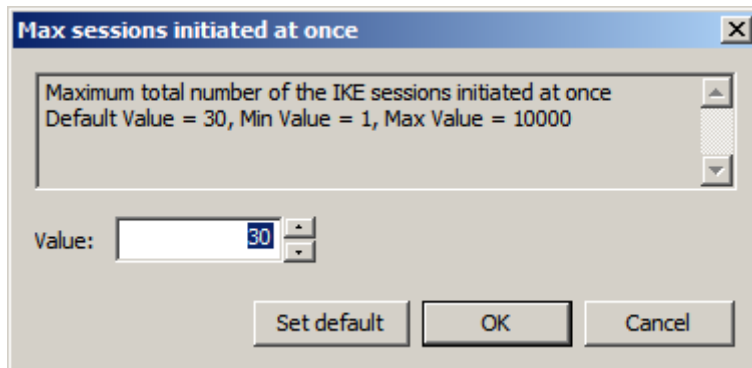 Max sessions initiated at once
Maximum total number of the IKE sessions initiated at once
Default Value = 30, Min Value = 1, Max Value = 10000
Value: 30
Set default OK Cancel